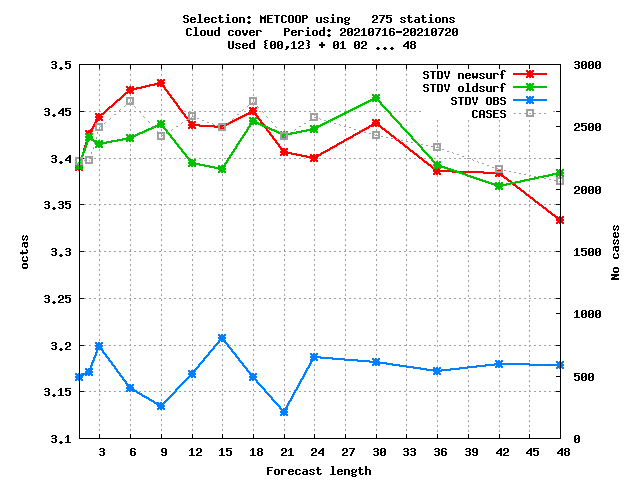 Selection: METCOOP using   275 stations
Cloud cover   Period: 20210716-20210720
Used {00,12} + 01 02 ... 48
STDV newsurf
STDV oldsurf
STDV OBS
CASES
3.5
3.45
3.4
3.35
3.3
3.25
3.2
3.15
3.1
octas
3000
2500
2000
1500
1000
500
0
No cases
3 6 9 12 15 18 21 24 27 30 33 36 39 42 45 48
Forecast length